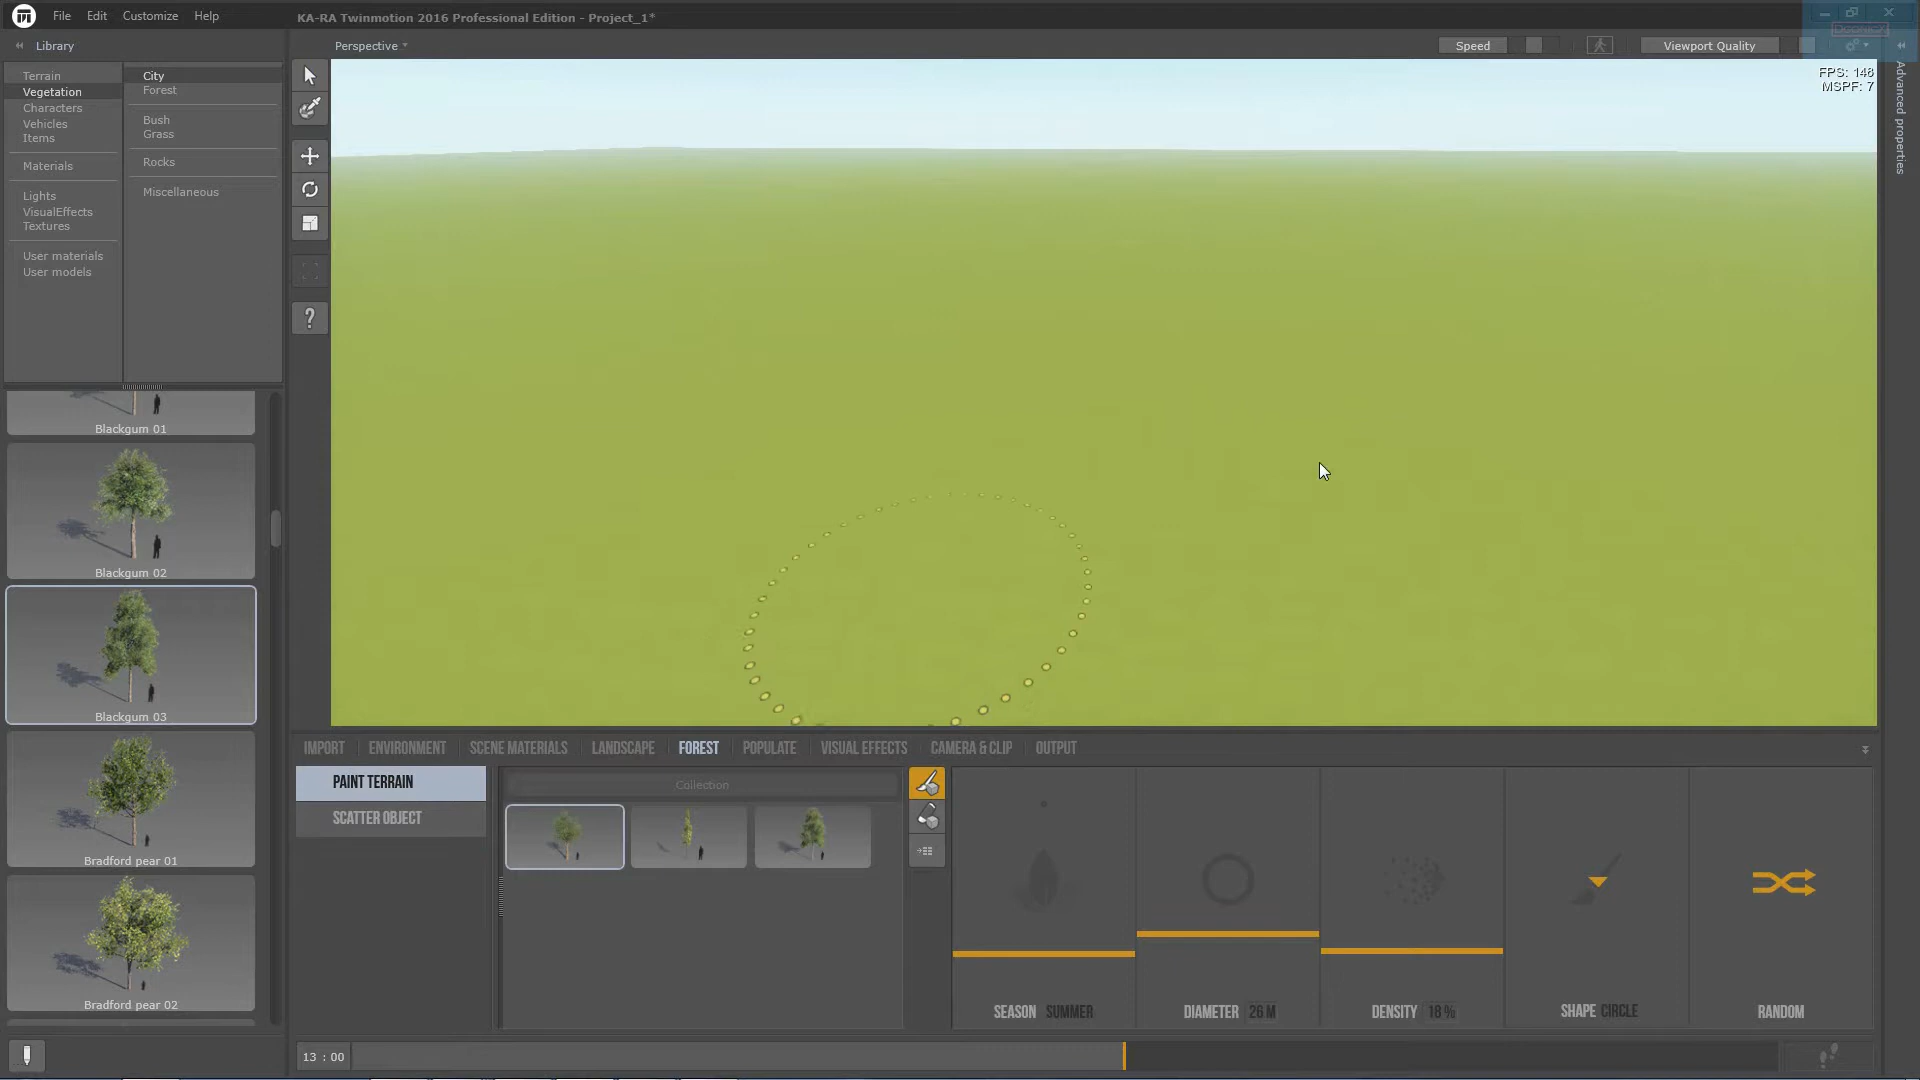 File Edit Customize Help
KA-RA Twinmotion 2016 Professional Edition - Project_1*
Library
Perspective
Speed
Viewport Quality
FPS: 148
MSPF: 7
Advanced properties
Terrain
Vegetation
Characters
Vehicles
Items
Materials
Lights
VisualEffects
Textures
User materials
User models
City
Forest
Bush
Grass
Rocks
Miscellaneous
?
Blackgum 01
Blackgum 02
Blackgum 03
Bradford pear 01
Bradford pear 02
IMPORT ENVIRONMENT SCENE MATERIALS LANDSCAPE FOREST POPULATE VISUAL EFFECTS CAMERA & CLIP OUTPUT
PAINT TERRAIN
SCATTER OBJECT
Collection
SEASON SUMMER
DIAMETER 26 M
DENSITY 18 %
SHAPE CIRCLE
RANDOM
13 : 00